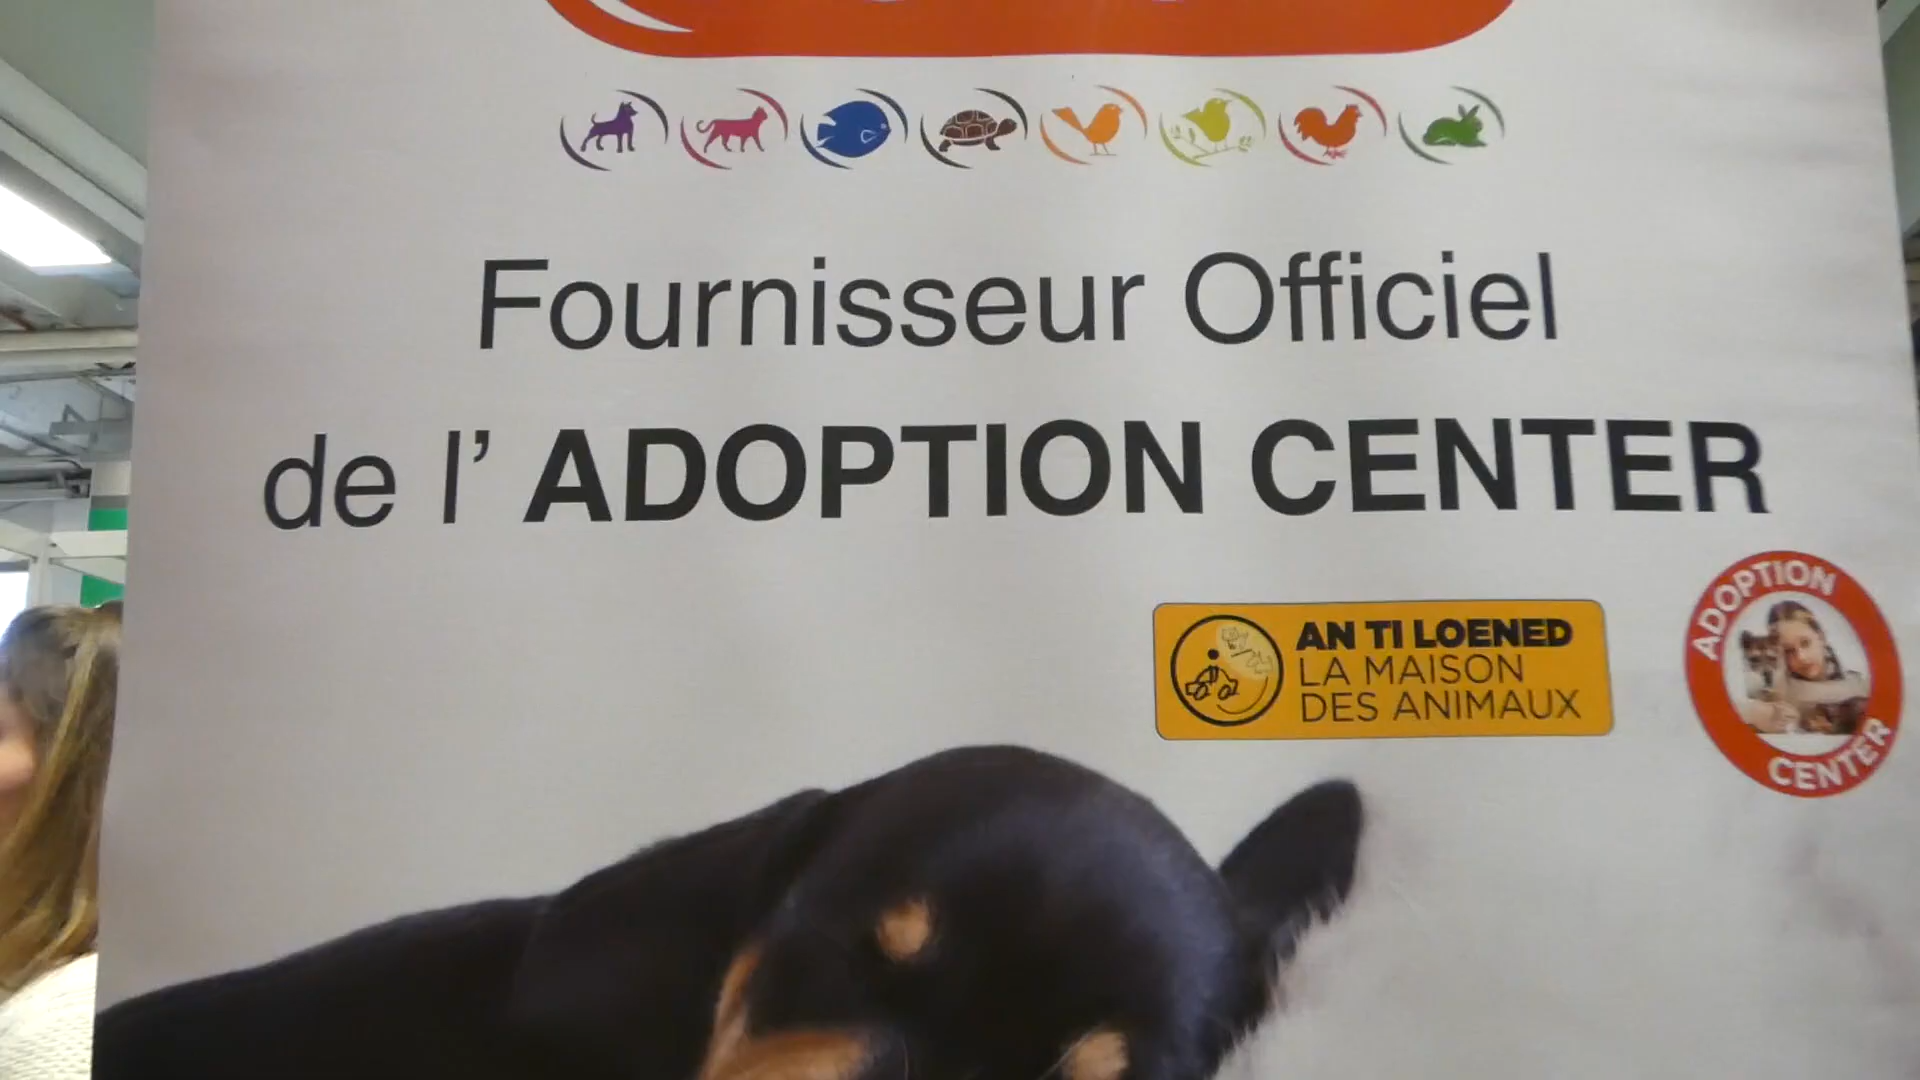 Fournisseur Officiel
de l' ADOPTION CENTER
AN TI LOENED
LA MAISON
DES ANIMAUX
ADOPTION
CENTER